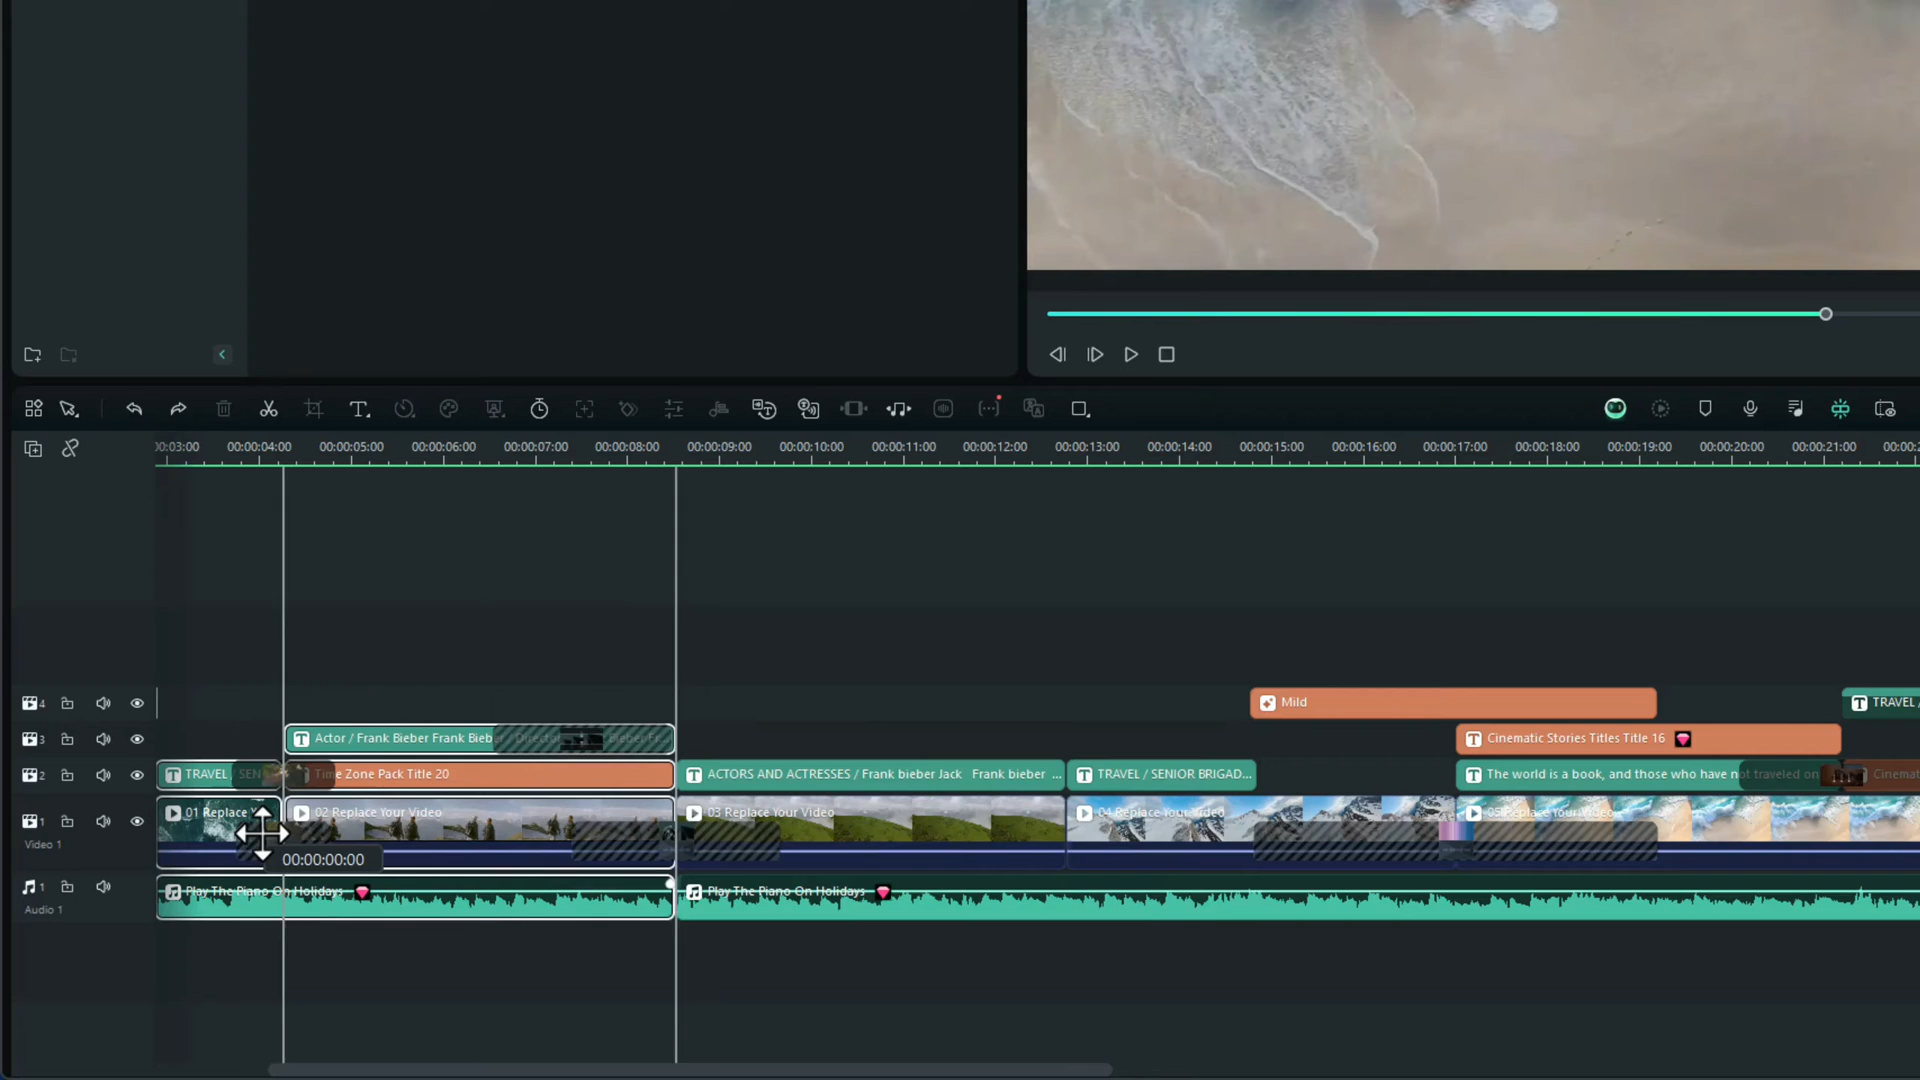 00:03:00 00:00:04:00 00:00:05:00 00:00:06:00 00:00:07:00 00:00:08:00 00:00:09:00 00:00:10:00 00:00:11:00 00:00:12:00 00:00:13:00 00:00:14:00 00:00:15:00 00:00:16:00 00:00:17:00 00:00:18:00 00:00:19:00 00:00:20:00 00:00:21:00 00:00:2
4 Mild TRAVEL /
3 Actor / Frank Bieber Frank Bieb Director Bieber Fr... Cinematic Stories Titles Title 16
2 TRAVEL / SEN Time Zone Pack Title 20 ACTORS AND ACTRESSES / Frank bieber Jack Frank bieber ... TRAVEL / SENIOR BRIGAD... The world is a book, and those who have not traveled on Cinemat
1 01 Replace Y 02 Replace Your Video 03 Replace Your Video 04 Replace Your Video 05 Replace Your Video
Video 1
00:00:00:00
1 Play The Piano On Holidays Play The Piano On Holidays
Audio 1